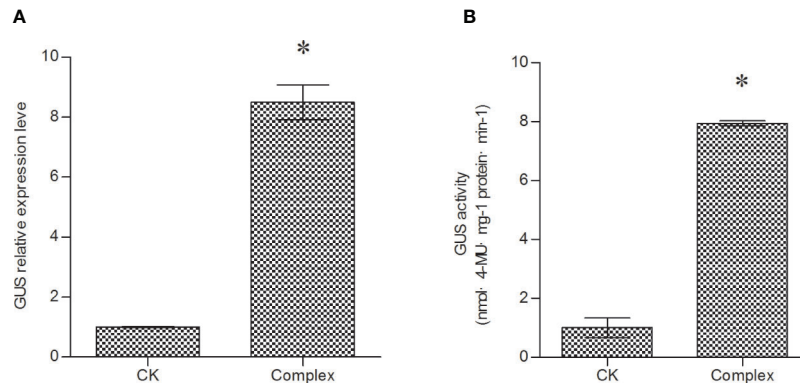 A
GUS relative expression level
10
8
6
4
2
0
*
CK
Complex
B
GUS activity
(nmol· 4-MU· mg-1 protein· min-1)
10
8
6
4
2
0
*
CK
Complex